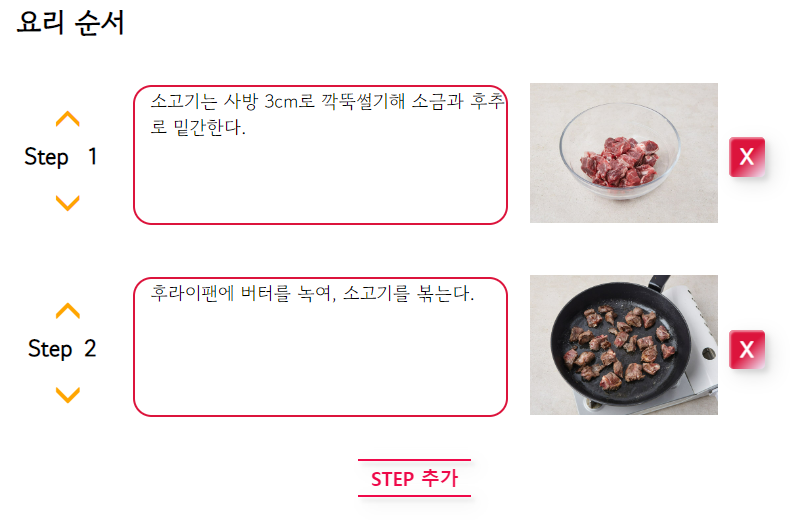 요리 순서
Step 1
소고기는 사방 3cm로 깍뚝썰기해 소금과 후추
로 밑간한다.
X
Step 2
후라이팬에 버터를 녹여, 소고기를 볶는다.
X
STEP 추가